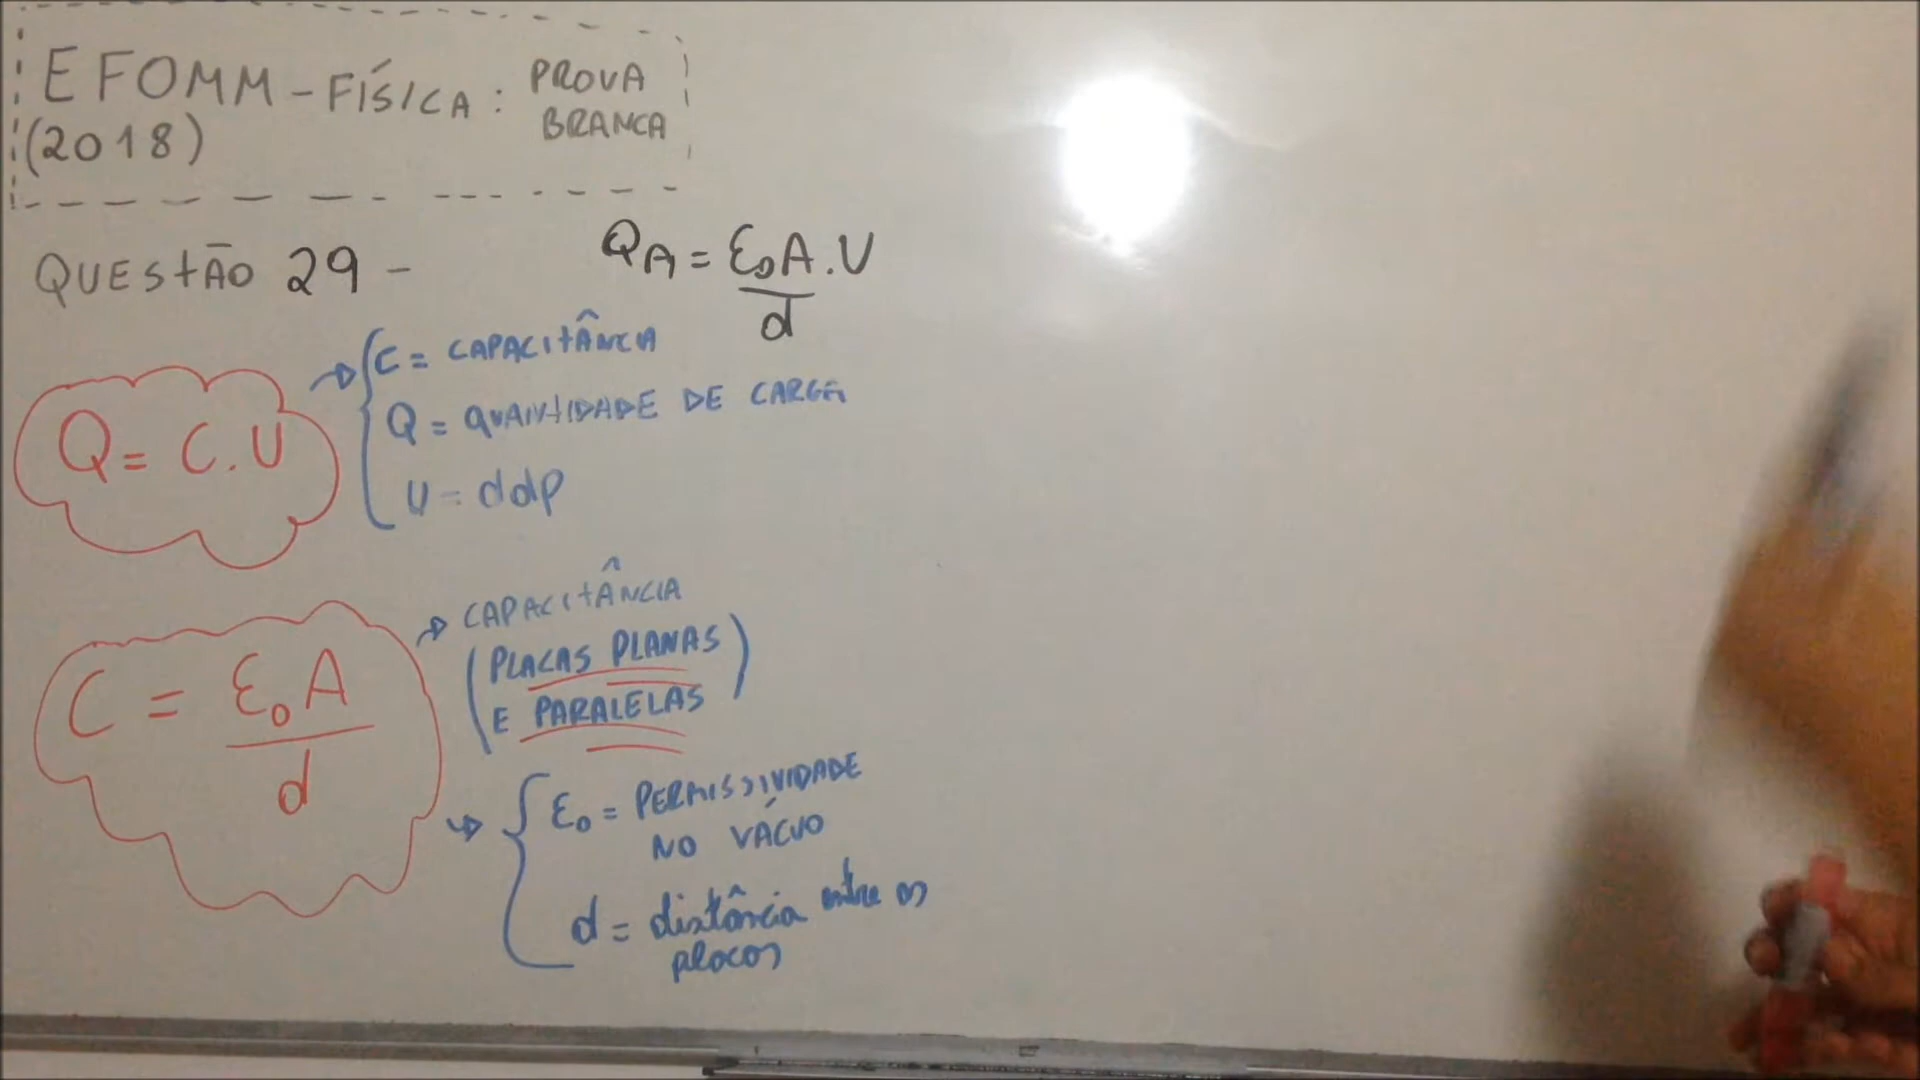 EFOMM - FÍSICA: PROVA BRANCA
(2018)
QUESTÃO 29 -
QA = ε0A.U
d
Q = C.U
C = CAPACITÂNCIA
Q = QUANTIDADE DE CARGA
U = ddp
C = ε0A
d
CAPACITÂNCIA
(PLACAS PLANAS
E PARALELAS)
ε0 = PERMISSIVIDADE
NO VÁCUO
d = distância entre as
placas